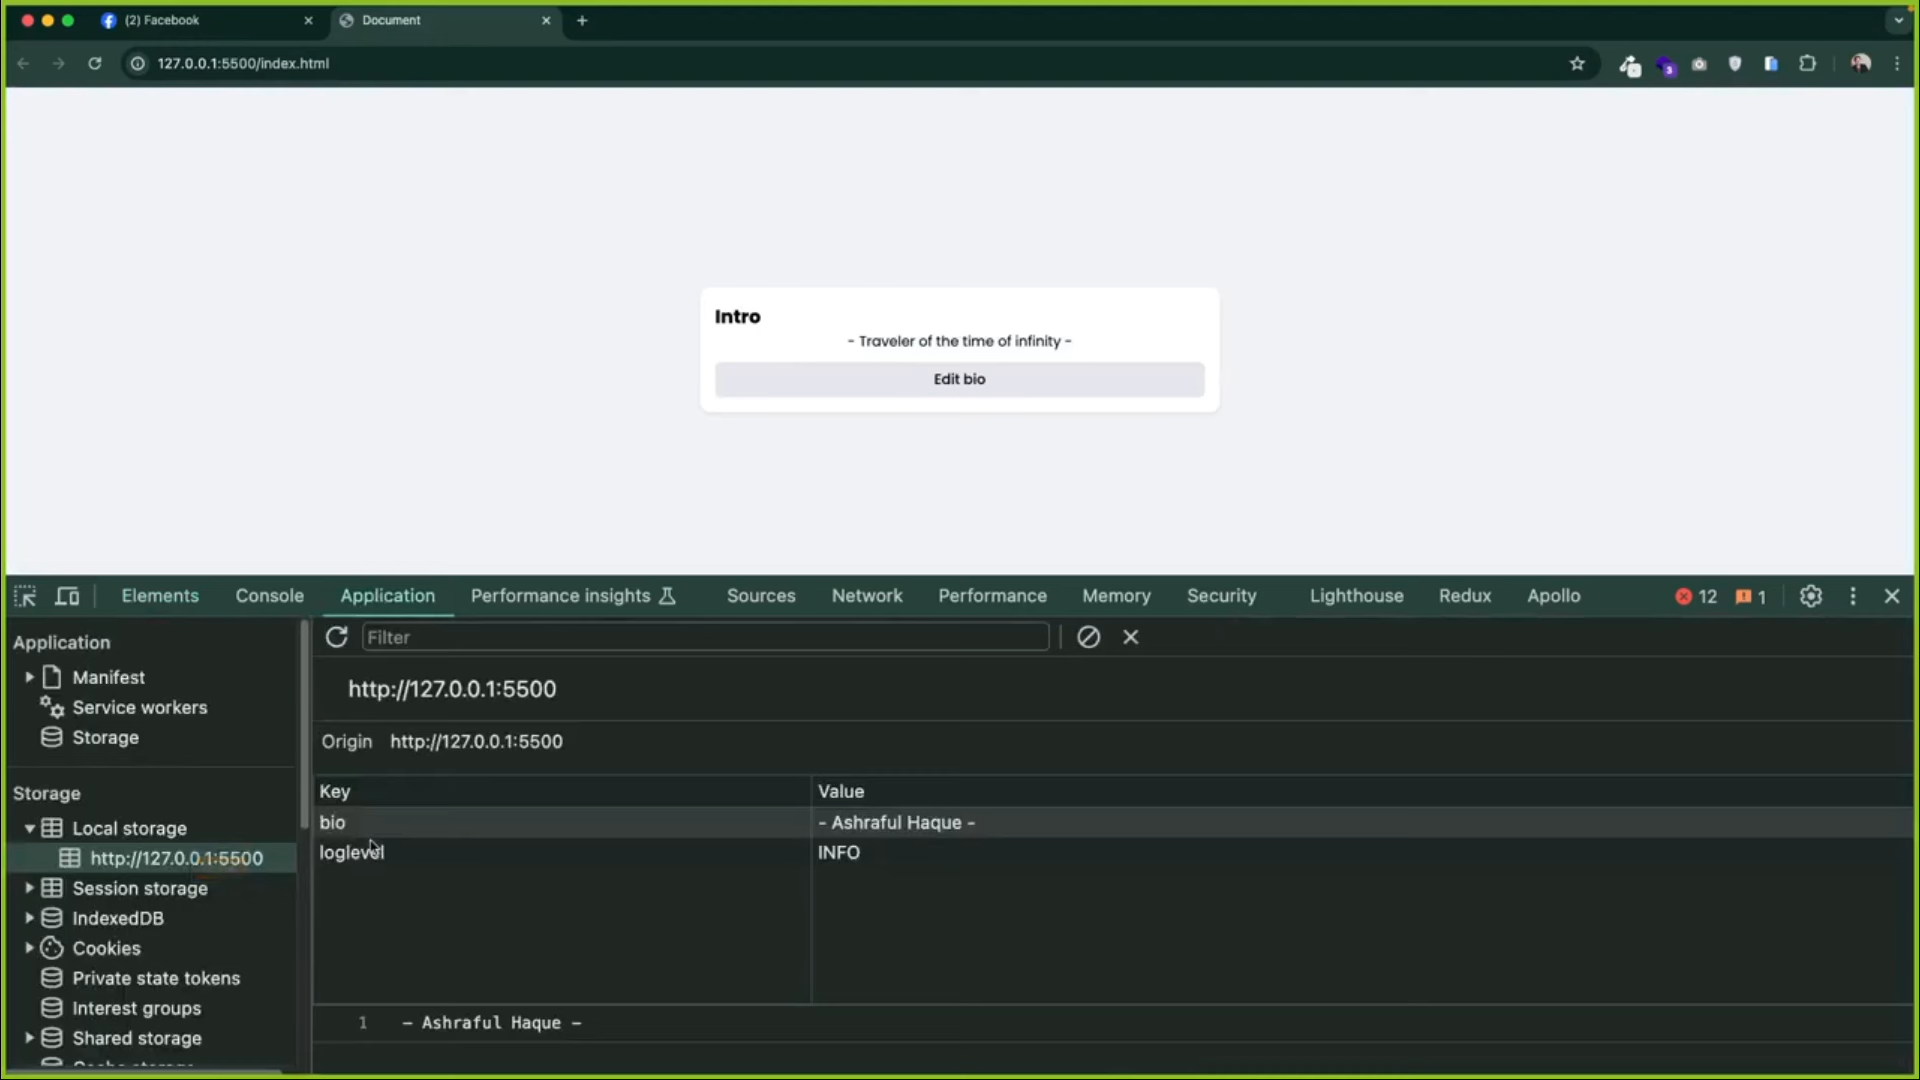 (2) Facebook
Document
127.0.0.1:5500/index.html
3
Intro
- Traveler of the time of infinity -
Edit bio
Elements
Console
Application
Performance insights
Sources
Network
Performance
Memory
Security
Lighthouse
Redux
Apollo
12
1
Application
Manifest
Service workers
Storage
Storage
Local storage
http://127.0.0.1:5500
Session storage
IndexedDB
Cookies
Private state tokens
Interest groups
Shared storage
Filter
http://127.0.0.1:5500
Origin http://127.0.0.1:5500
Key Value
bio - Ashraful Haque -
loglevel INFO
1 - Ashraful Haque -